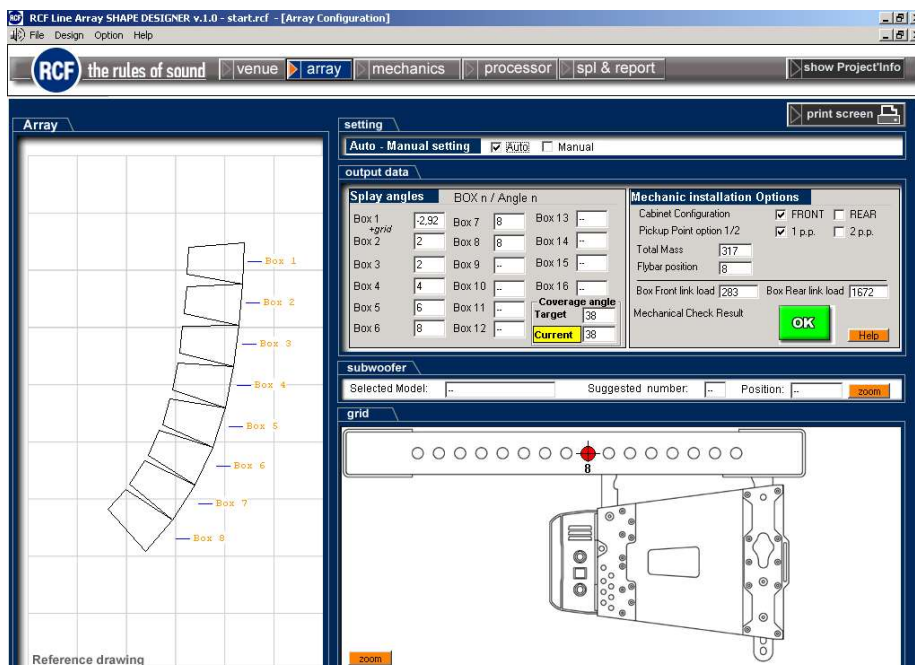 RCF RCF Line Array SHAPE DESIGNER v.1.0 - start.rcf - [Array Configuration]
File Design Option Help
RCF the rules of sound venue array mechanics processor spl & report show Project'Info
print screen
Array
setting
Auto - Manual setting Auto Manual
output data
Splay angles BOX n / Angle n
Box 1 -2,92 Box 7 8 Box 13 --
+grid
Box 2 2 Box 8 8 Box 14 --
Box 3 2 Box 9 -- Box 15 --
Box 4 4 Box 10 -- Box 16 --
Box 5 6 Box 11 -- Coverage angle
Target 38
Box 6 8 Box 12 -- Current 38
Mechanic installation Options
Cabinet Configuration FRONT REAR
Pickup Point option 1/2 1 p.p. 2 p.p.
Total Mass 317
Flybar position 8
Box Front link load 283 Box Rear link load 1672
Mechanical Check Result OK Help
Box 1
Box 2
Box 3
Box 4
Box 5
Box 6
Box 7
Box 8
Reference drawing
subwoofer
Selected Model: -- Suggested number: -- Position: -- zoom
grid
8
zoom